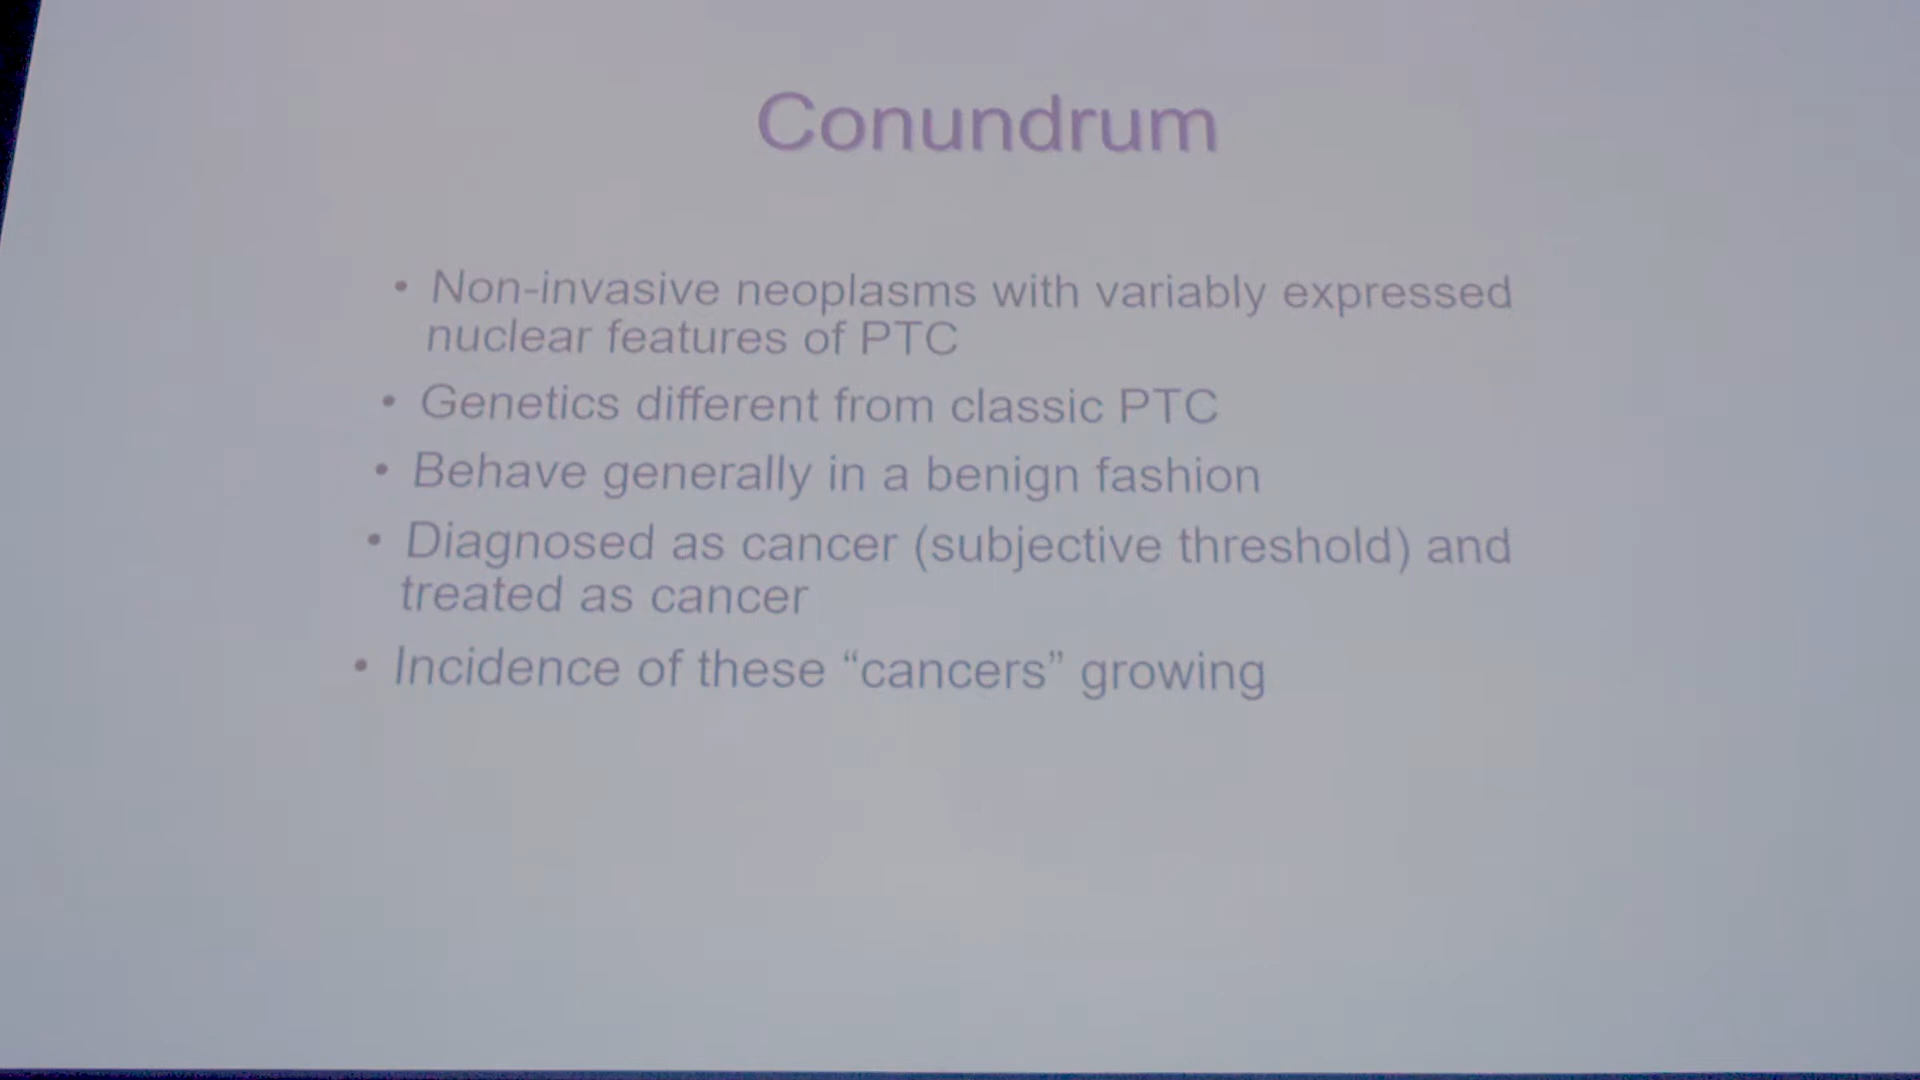 Conundrum
• Non-invasive neoplasms with variably expressed
nuclear features of PTC
• Genetics different from classic PTC
• Behave generally in a benign fashion
• Diagnosed as cancer (subjective threshold) and
treated as cancer
• Incidence of these “cancers” growing